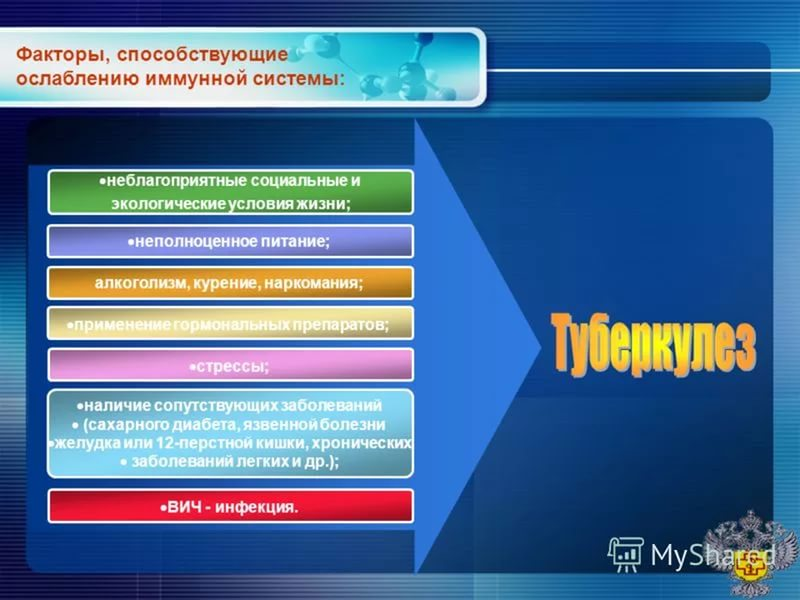 Факторы, способствующие
ослаблению иммунной системы:
•неблагоприятные социальные и
экологические условия жизни;
•неполноценное питание;
алкоголизм, курение, наркомания;
•применение гормональных препаратов;
•стрессы;
•наличие сопутствующих заболеваний
• (сахарного диабета, язвенной болезни
•желудка или 12-перстной кишки, хронических
• заболеваний легких и др.);
•ВИЧ - инфекция.
Туберкулез
MyShared